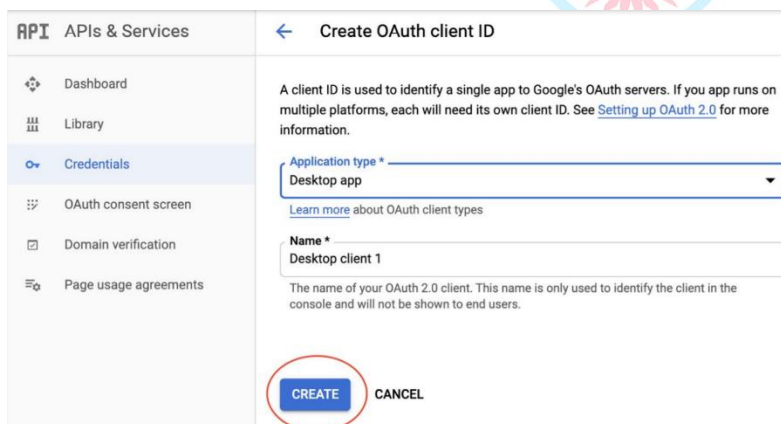 API APIs & Services
Dashboard
Library
Credentials
OAuth consent screen
Domain verification
Page usage agreements
Create OAuth client ID
A client ID is used to identify a single app to Google's OAuth servers. If you app runs on
multiple platforms, each will need its own client ID. See Setting up OAuth 2.0 for more
information.
Application type *
Desktop app
Learn more about OAuth client types
Name *
Desktop client 1
The name of your OAuth 2.0 client. This name is only used to identify the client in the
console and will not be shown to end users.
CREATE CANCEL